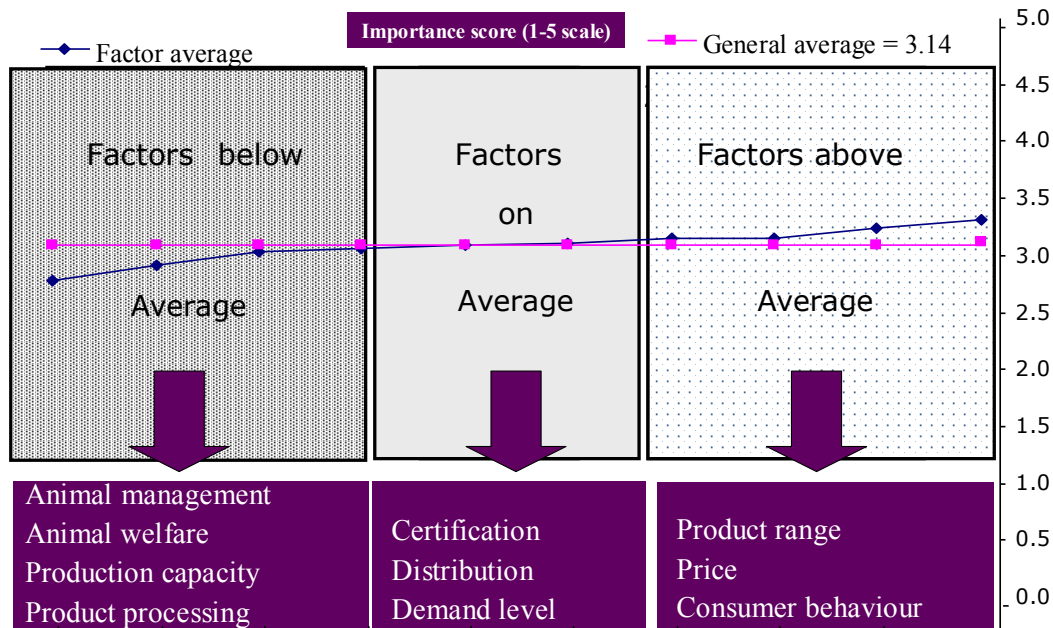 Importance score (1-5 scale)
Factor average
General average = 3.14
Factors below
Average
Factors
on
Average
Factors above
Average
Animal management
Animal welfare
Production capacity
Product processing
Certification
Distribution
Demand level
Product range
Price
Consumer behaviour
5.0
4.5
4.0
3.5
3.0
2.5
2.0
1.5
1.0
0.5
0.0